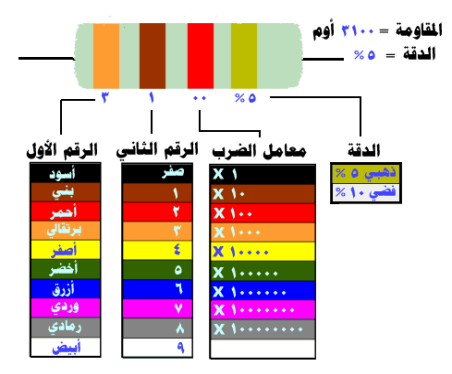 المقاومة = ٣١٠٠ أوم
الدقة = ٥ %
٣ ١ ٠٠ ٥ %
الرقم الأول الرقم الثاني معامل الضرب الدقة
أسود صفر X ١ ذهبي ٥ %
بني ١ X ١٠ فضي ١٠ %
أحمر ٢ X ١٠٠
برتقالي ٣ X ١٠٠٠
أصفر ٤ X ١٠٠٠٠
أخضر ٥ X ١٠٠٠٠٠
أزرق ٦ X ١٠٠٠٠٠٠
وردي ٧ X ١٠٠٠٠٠٠٠
رمادي ٨ X ١٠٠٠٠٠٠٠٠
أبيض ٩